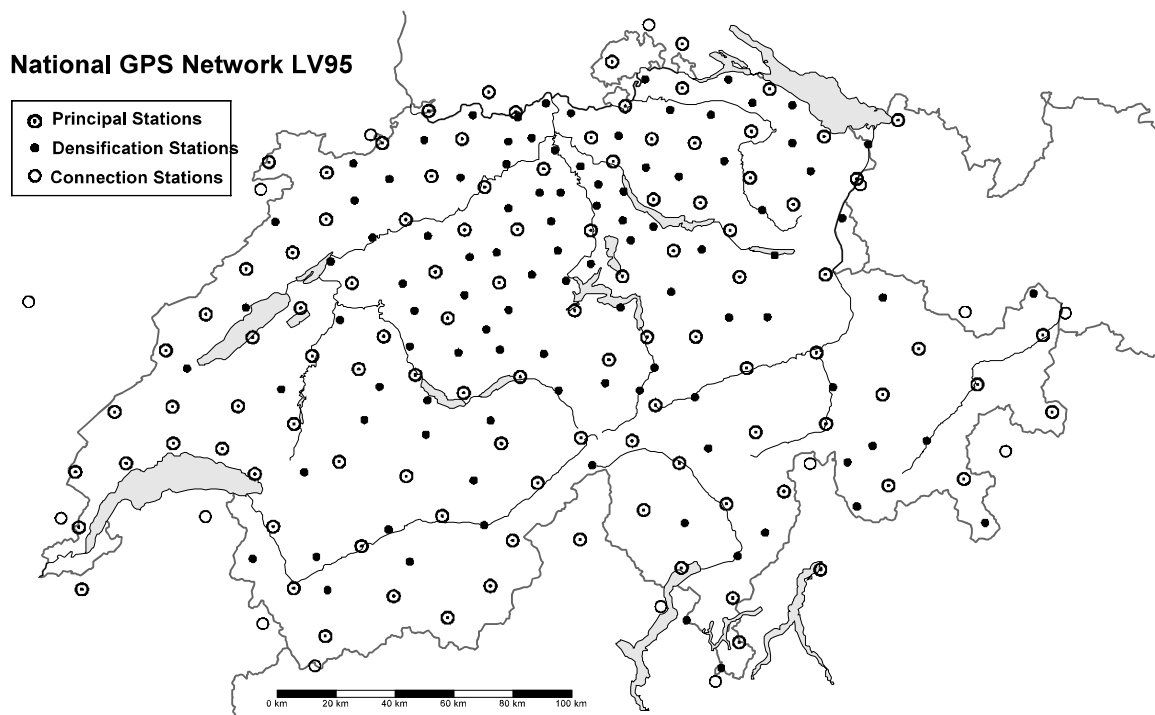 National GPS Network LV95
Principal Stations
Densification Stations
Connection Stations
0 km 20 km 40 km 60 km 80 km 100 km